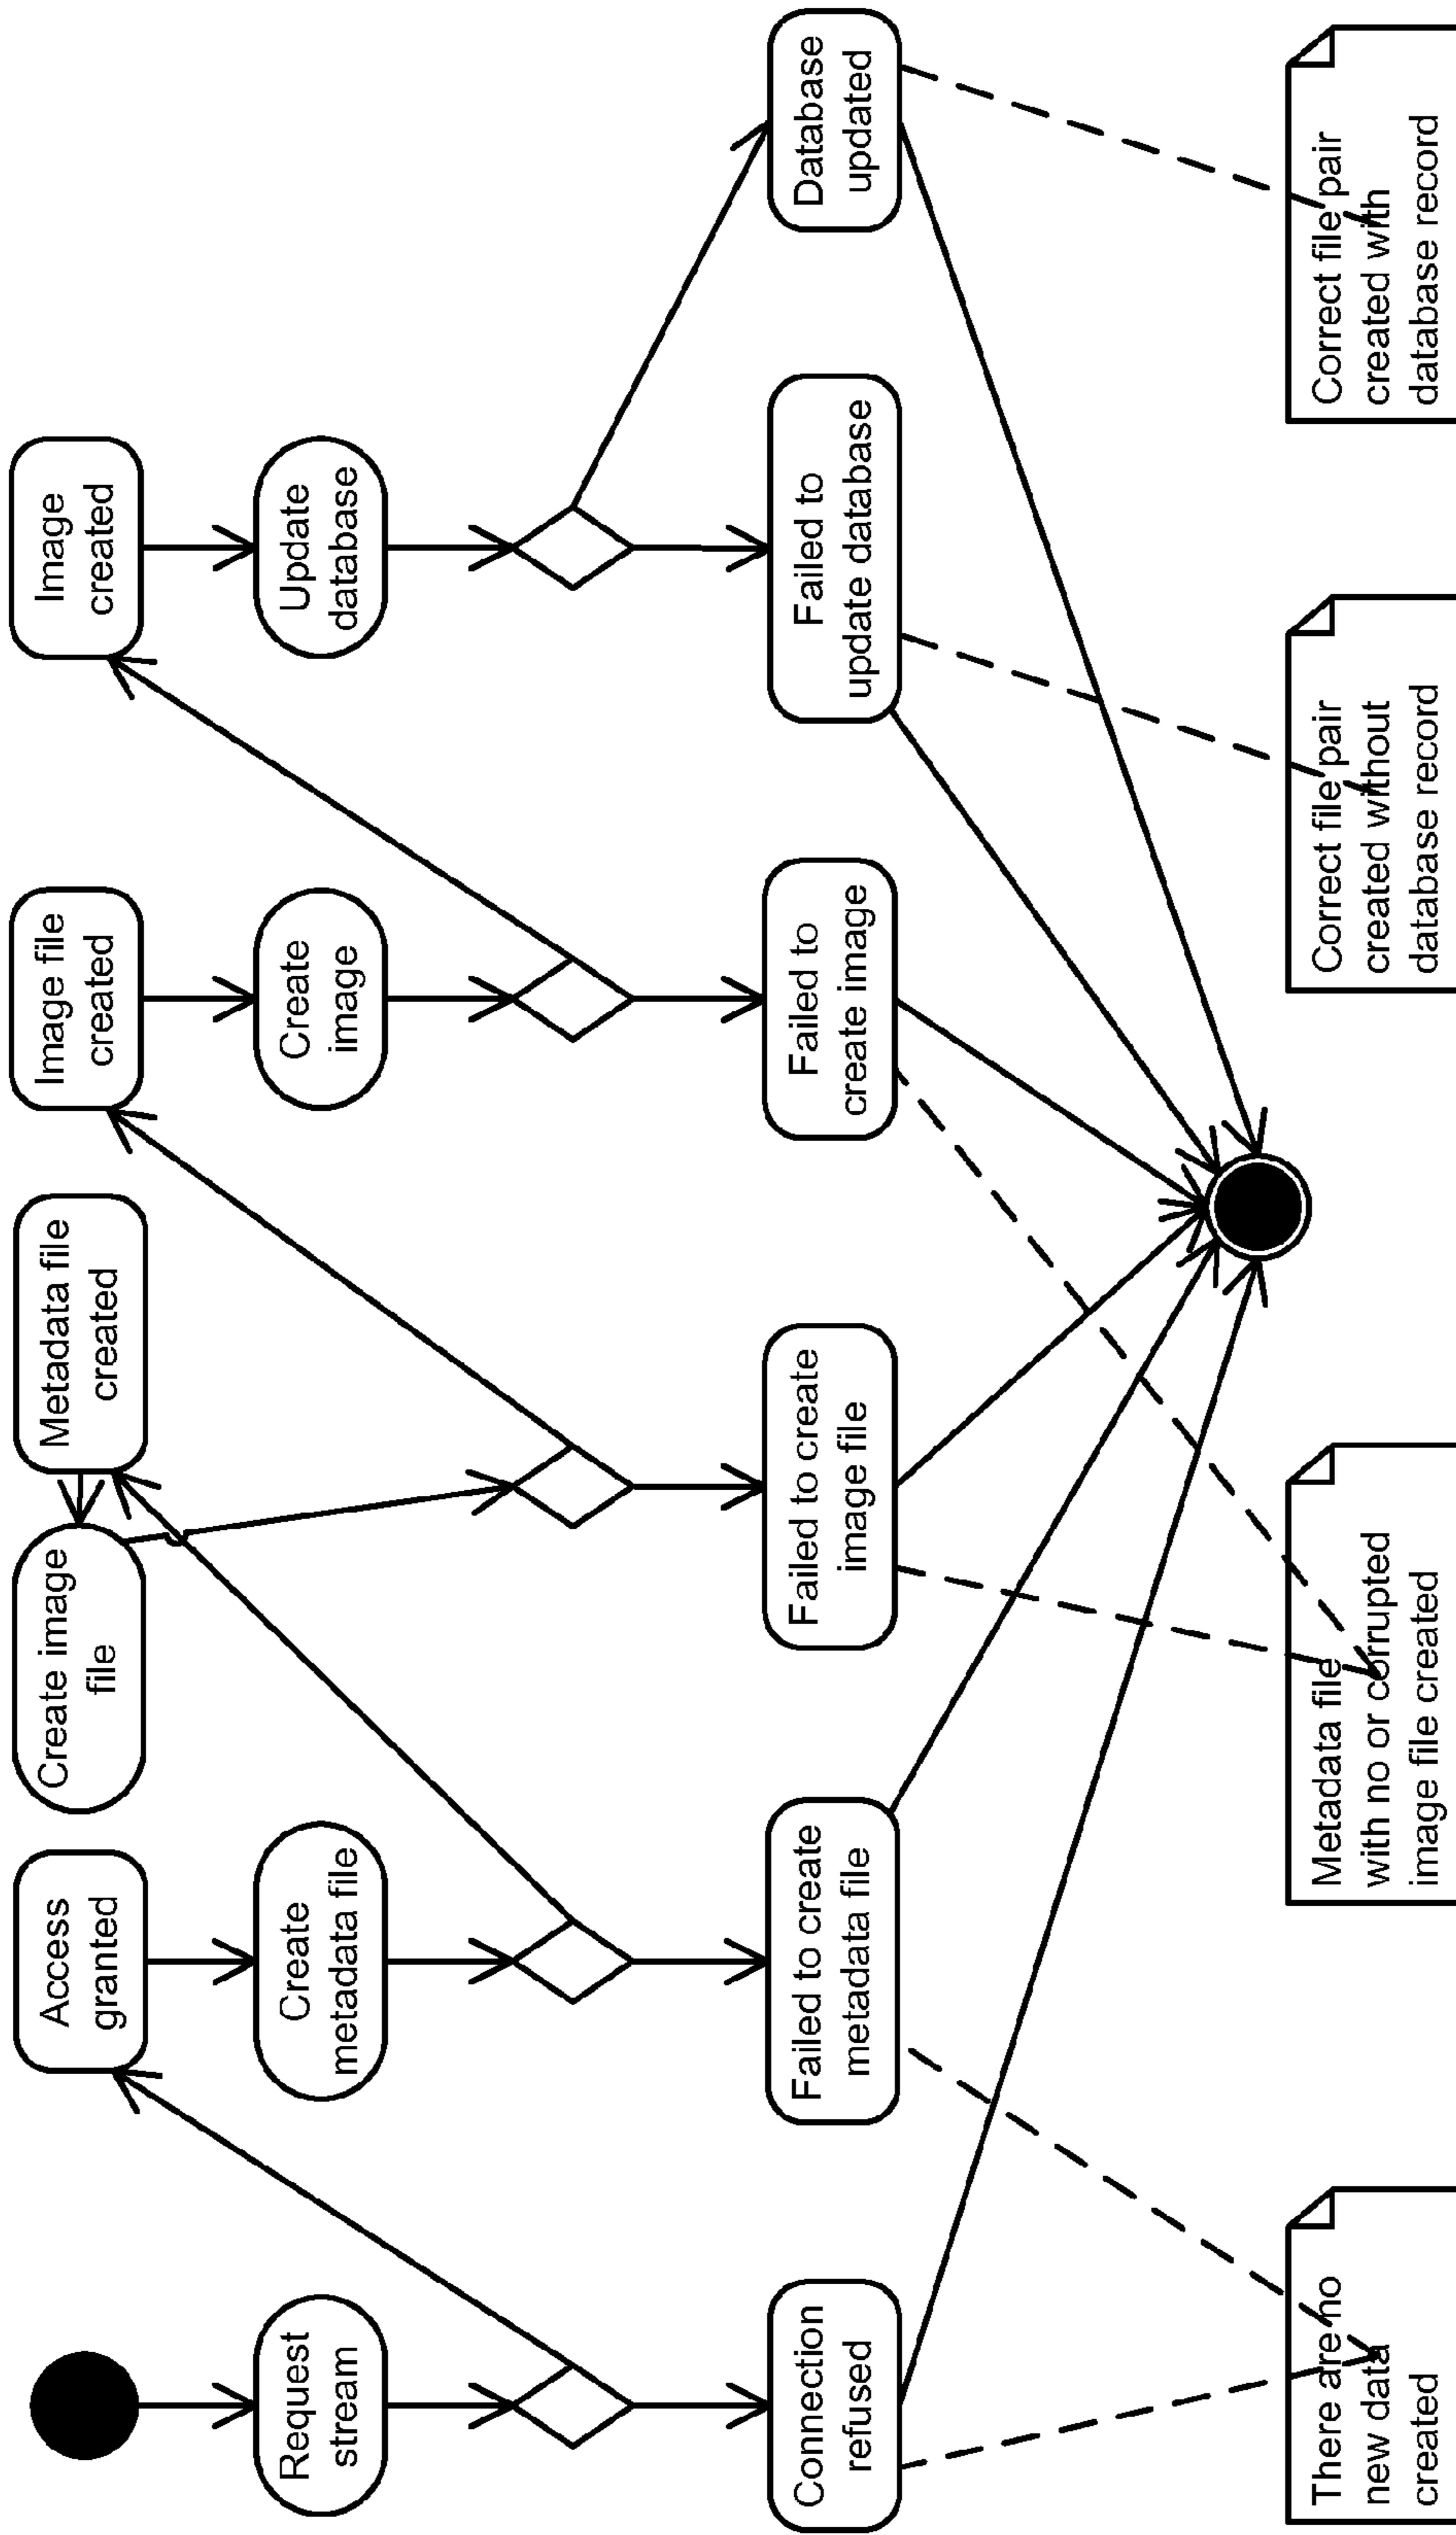 Access
granted
Create image
file
Metadata file
created
Image file
created
Image
created
Request
stream
Create
metadata file
Create
image
Update
database
Connection
refused
Failed to create
metadata file
Failed to create
image file
Failed to
create image
Failed to
update database
Database
updated
There are no
new data
created
Metadata file
with no or corrupted
image file created
Correct file pair
created without
database record
Correct file pair
created with
database record